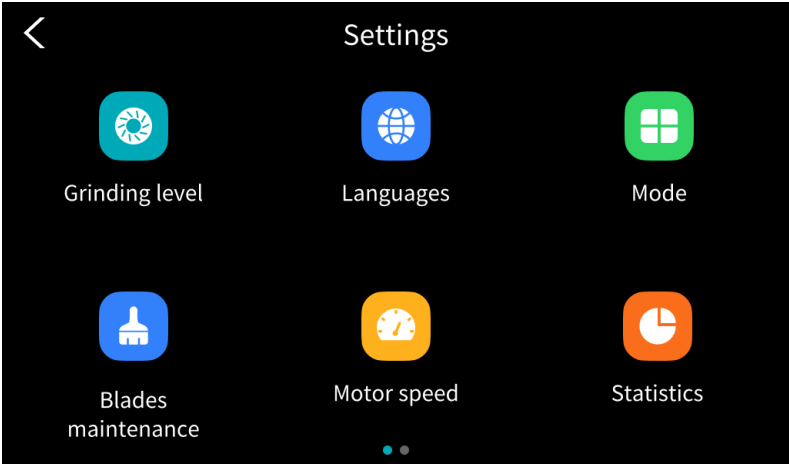 Settings
Grinding level
Languages
Mode
Blades
maintenance
Motor speed
Statistics